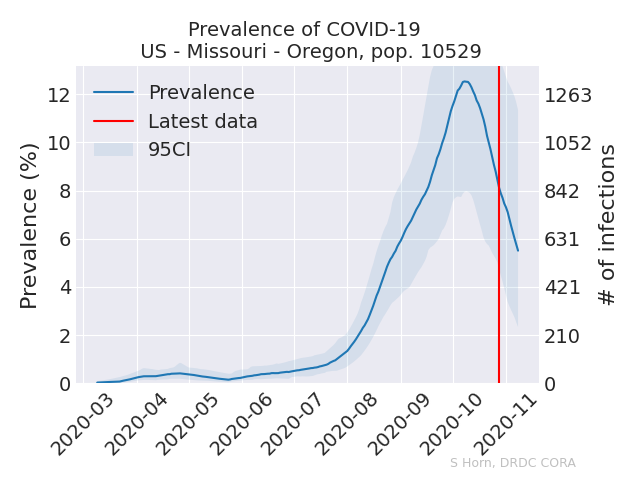 Prevalence of COVID-19
US - Missouri - Oregon, pop. 10529
Prevalence
Latest data
95CI
Prevalence (%)
12
10
8
6
4
2
0
1263
1052
842
631
421
210
0
# of infections
2020-03
2020-04
2020-05
2020-06
2020-07
2020-08
2020-09
2020-10
2020-11
S Horn, DRDC CORA